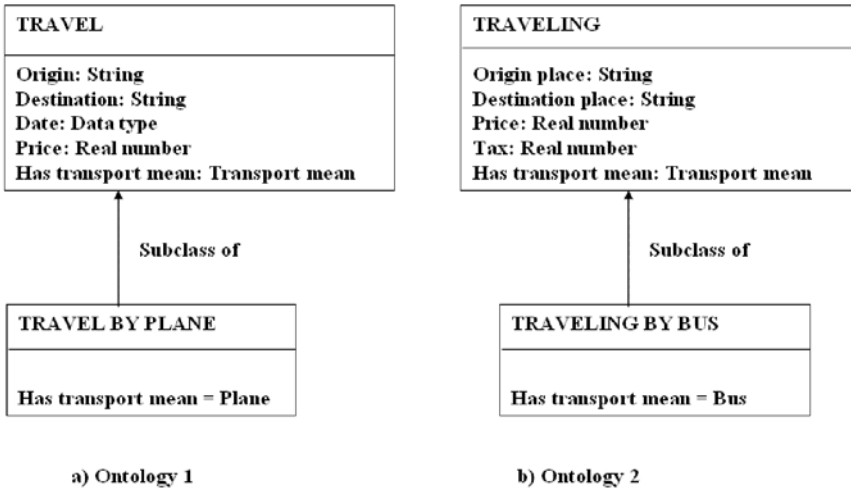 TRAVEL
Origin: String
Destination: String
Date: Data type
Price: Real number
Has transport mean: Transport mean
Subclass of
TRAVEL BY PLANE
Has transport mean = Plane
a) Ontology 1
TRAVELING
Origin place: String
Destination place: String
Price: Real number
Tax: Real number
Has transport mean: Transport mean
Subclass of
TRAVELING BY BUS
Has transport mean = Bus
b) Ontology 2